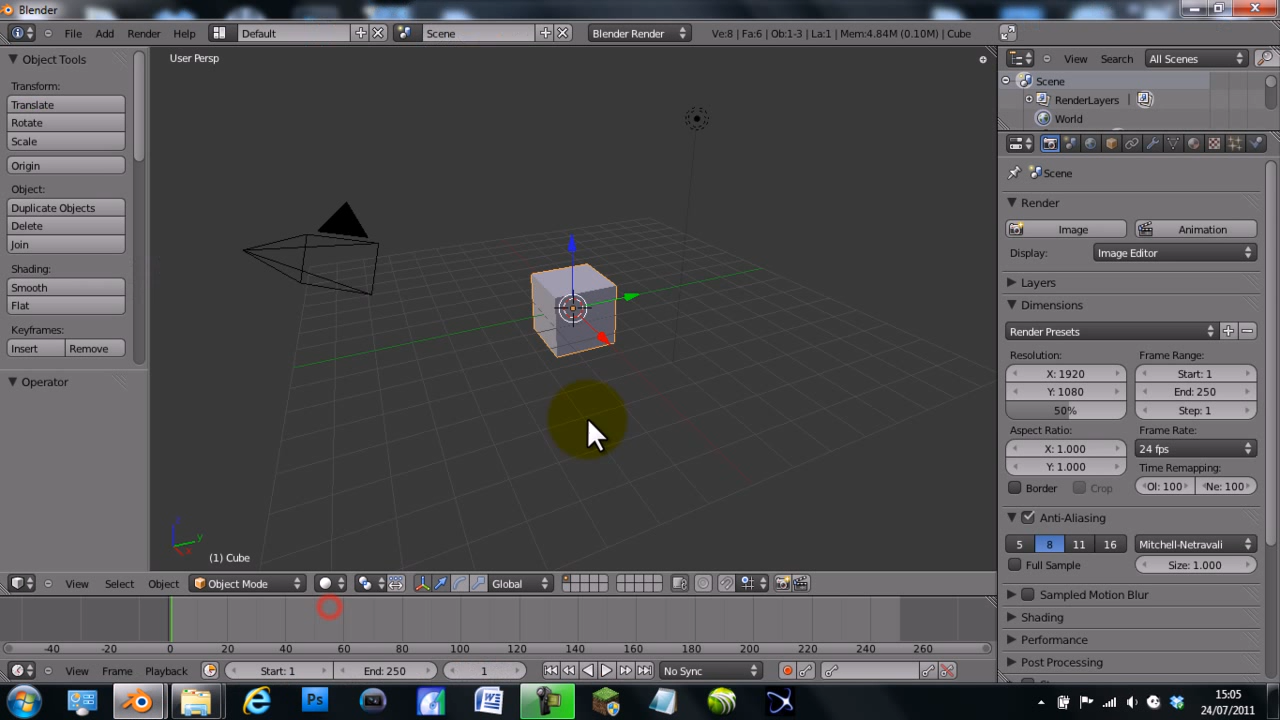 Blender
File Add Render Help Default Scene Blender Render Ve:8 | Fa:6 | Ob:1-3 | La:1 | Mem:4.84M (0.10M) | Cube
Object Tools
Transform:
Translate
Rotate
Scale
Origin
Object:
Duplicate Objects
Delete
Join
Shading:
Smooth
Flat
Keyframes:
Insert Remove
Operator
User Persp
z
y
x
(1) Cube
View Search All Scenes
Scene
RenderLayers |
World
Scene
Render
Image Animation
Display: Image Editor
Layers
Dimensions
Render Presets
Resolution: Frame Range:
X: 1920 Start: 1
Y: 1080 End: 250
50% Step: 1
Aspect Ratio: Frame Rate:
X: 1.000 24 fps
Y: 1.000 Time Remapping:
Border Crop Ol: 100 Ne: 100
Anti-Aliasing
5 8 11 16 Mitchell-Netravali
Full Sample Size: 1.000
Sampled Motion Blur
Shading
Performance
Post Processing
View Select Object Object Mode Global
-40 -20 0 20 40 60 80 100 120 140 160 180 200 220 240 260
View Frame Playback Start: 1 End: 250 1 No Sync
Ps W
15:05
24/07/2011